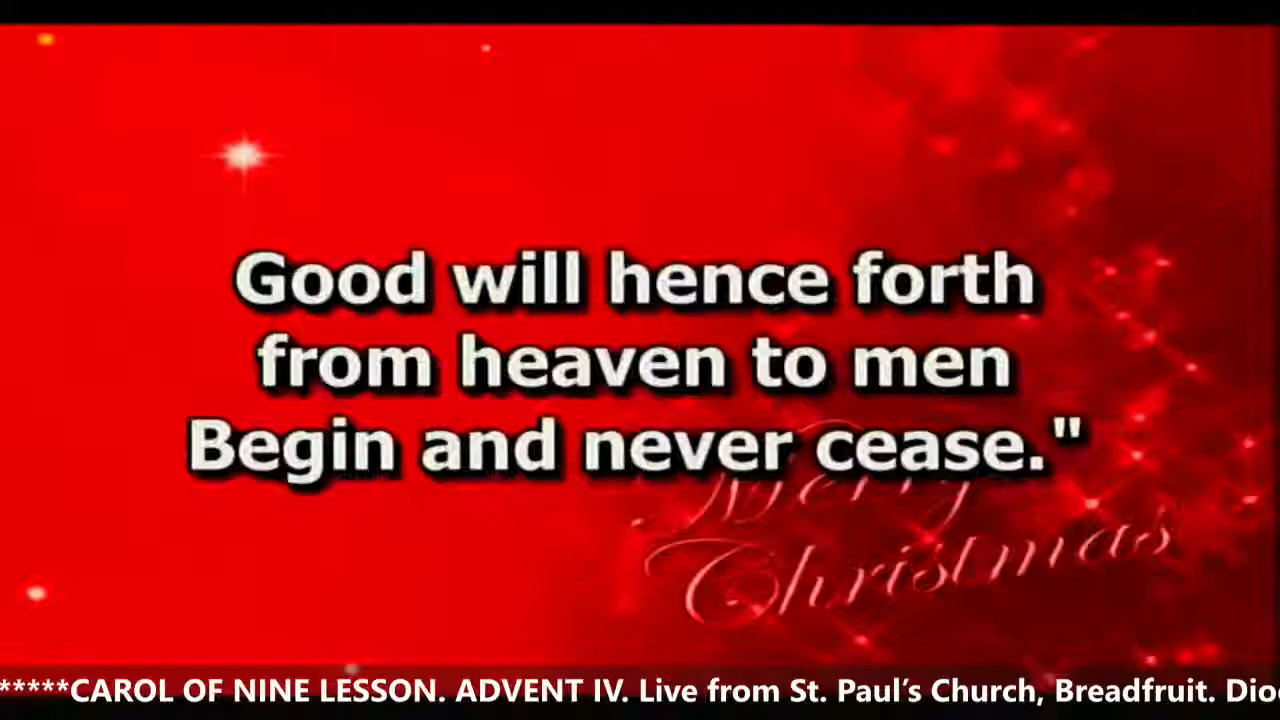 Good will hence forth
from heaven to men
Begin and never cease."
Merry
Christmas
*****CAROL OF NINE LESSON. ADVENT IV. Live from St. Paul’s Church, Breadfruit. Dio